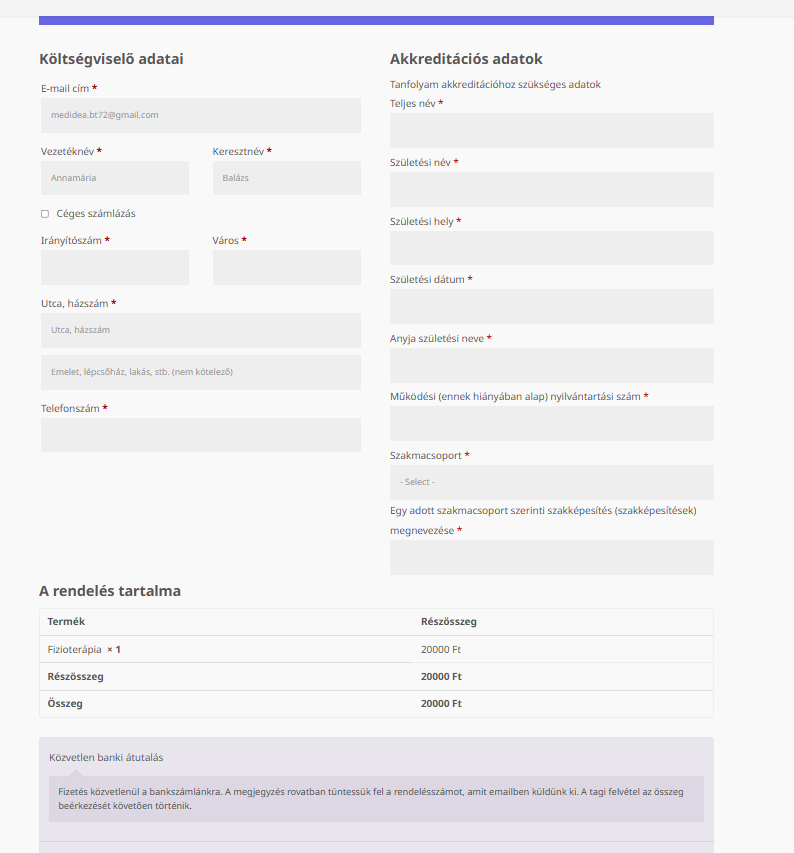 Költségviselő adatai
E-mail cím *
medidea.bt72@gmail.com
Vezetéknév *
Keresztnév *
Annamária
Balázs
Céges számlázás
Irányítószám *
Város *
Utca, házszám *
Utca, házszám
Emelet, lépcsőház, lakás, stb. (nem kötelező)
Telefonszám *
Akkreditációs adatok
Tanfolyam akkreditációhoz szükséges adatok
Teljes név *
Születési név *
Születési hely *
Születési dátum *
Anyja születési neve *
Működési (ennek hiányában alap) nyilvántartási szám *
Szakmacsoport *
- Select -
Egy adott szakmacsoport szerinti szakképesítés (szakképesítések)
megnevezése *
A rendelés tartalma
Termék Részösszeg
Fizioterápia × 1 20000 Ft
Részösszeg 20000 Ft
Összeg 20000 Ft
Közvetlen banki átutalás
Fizetés közvetlenül a bankszámlánkra. A megjegyzés rovatban tüntessük fel a rendelésszámot, amit emailben küldünk ki. A tagi felvétel az összeg
beérkezését követően történik.